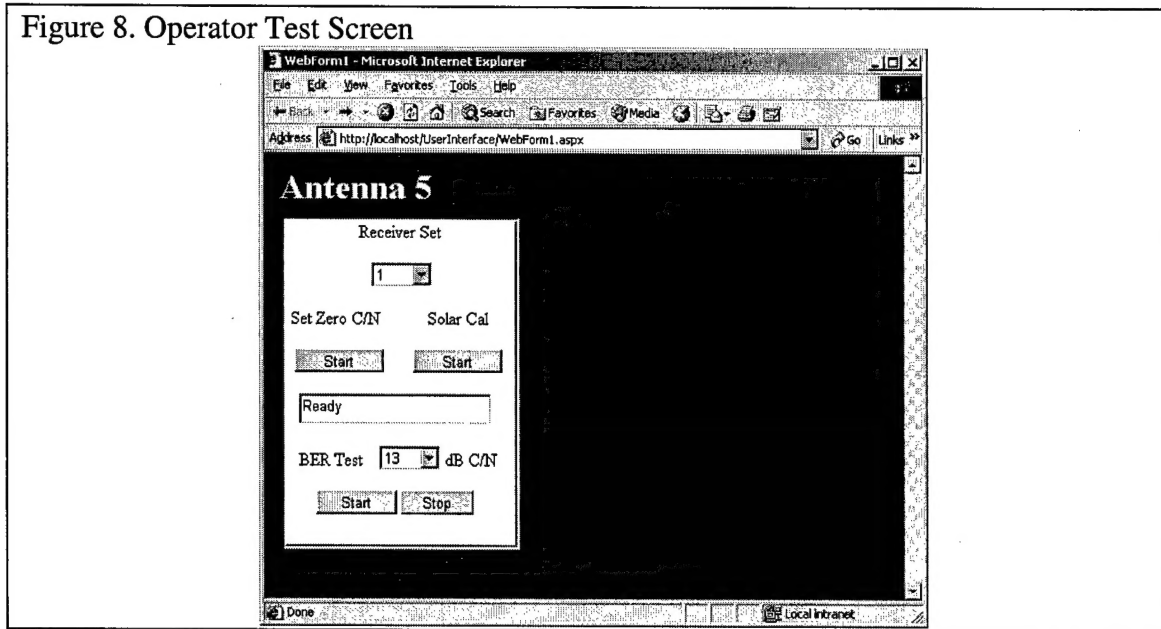 Figure 8. Operator Test Screen
WebForm1 - Microsoft Internet Explorer
File Edit View Favorites Tools Help
Back Search Favorites Media
Address http://localhost/UserInterface/WebForm1.aspx Go Links »
Antenna 5
Receiver Set
1
Set Zero C/N Solar Cal
Start Start
Ready
BER Test 13 dB C/N
Start Stop
Done Local intranet